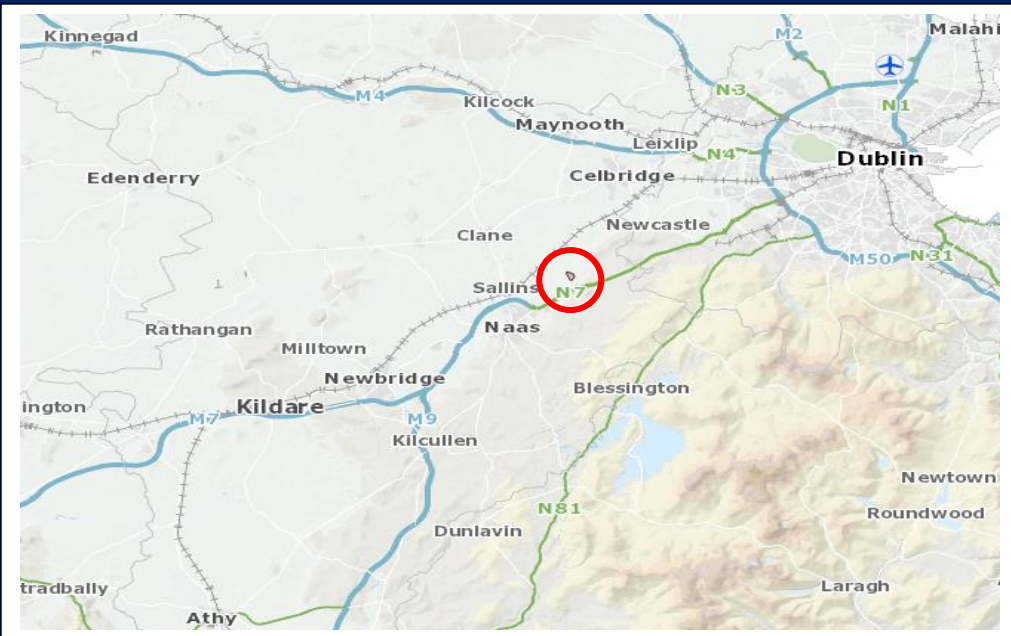 Kinnegad
M2
Malahi
M4
N3
Kilcock
N1
Maynooth
Leixlip
N4
Dublin
Edenderry
Celbridge
Newcastle
Clane
M50
N31
Sallins
N7
Rathangan
Naas
Milltown
Newbridge
Blessington
ington
Kildare
M7
M9
Kilcullen
Newtown
N81
Roundwood
Dunlavin
tradbally
Laragh
Athy